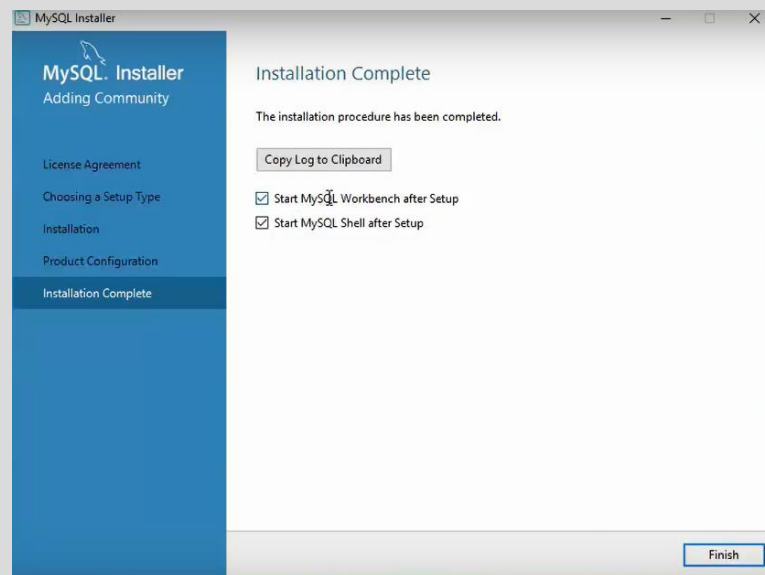 MySQL Installer
MySQL. Installer
Adding Community
License Agreement
Choosing a Setup Type
Installation
Product Configuration
Installation Complete
Installation Complete
The installation procedure has been completed.
Copy Log to Clipboard
Start MySQL Workbench after Setup
Start MySQL Shell after Setup
Finish